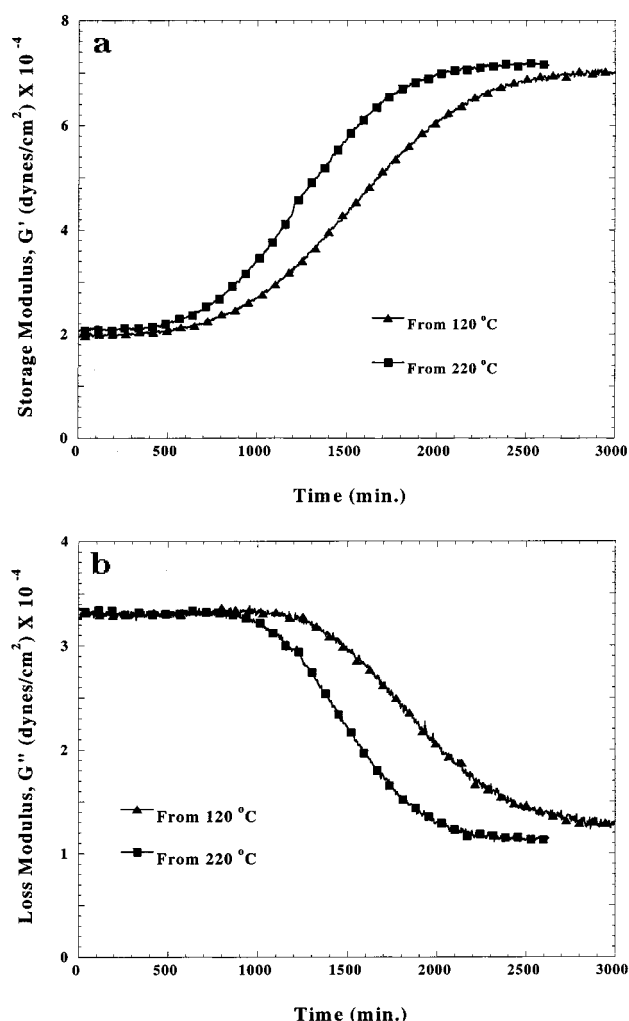 a
Storage Modulus, G' (dynes/cm²) X 10 -4
8
6
4
2
0
From 120 °C
From 220 °C
0 500 1000 1500 2000 2500 3000
Time (min.)
b
Loss Modulus, G" (dynes/cm²) X 10 -4
4
3
2
1
0
From 120 °C
From 220 °C
0 500 1000 1500 2000 2500 3000
Time (min.)